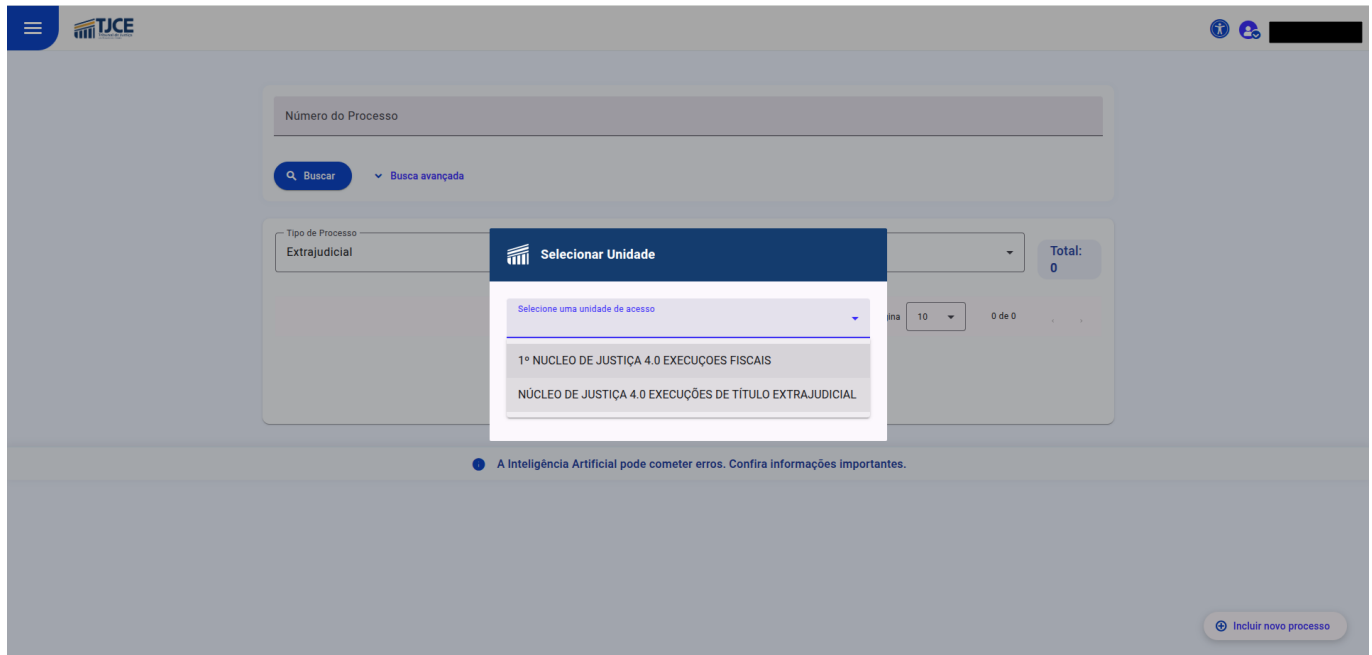 TJCE
Número do Processo
Buscar
Busca avançada
Tipo de Processo
Extrajudicial
Total:
0
Selecionar Unidade
Selecione uma unidade de acesso
1º NUCLEO DE JUSTIÇA 4.0 EXECUÇOES FISCAIS
NÚCLEO DE JUSTIÇA 4.0 EXECUÇÕES DE TÍTULO EXTRAJUDICIAL
10
0 de 0
A Inteligência Artificial pode cometer erros. Confira informações importantes.
Incluir novo processo